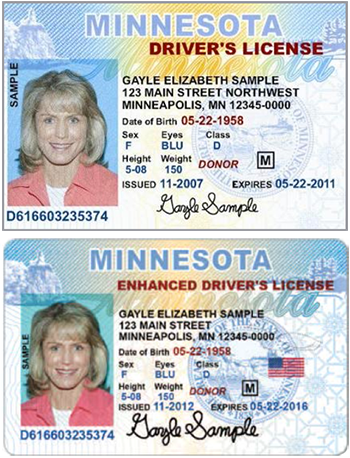 MINNESOTA
DRIVER'S LICENSE
Minnesota
SAMPLE
GAYLE ELIZABETH SAMPLE
123 MAIN STREET NORTHWEST
MINNEAPOLIS, MN 12345-0000
Date of Birth 05-22-1958
Sex Eyes Class
F BLU D
Height Weight
5-08 150 DONOR M
ISSUED 11-2007 EXPIRES 05-22-2011
D616603235374
Gayle Sample
MINNESOTA
ENHANCED DRIVER'S LICENSE
Minnesota
SAMPLE
GAYLE ELIZABETH SAMPLE
123 MAIN STREET
MINNEAPOLIS, MN 12345-0000
Date of Birth 05-22-1958
Sex Eyes Class
F BLU D
Height Weight
5-08 150 DONOR M
ISSUED 11-2012 EXPIRES 05-22-2016
D616603235374
Gayle Sample